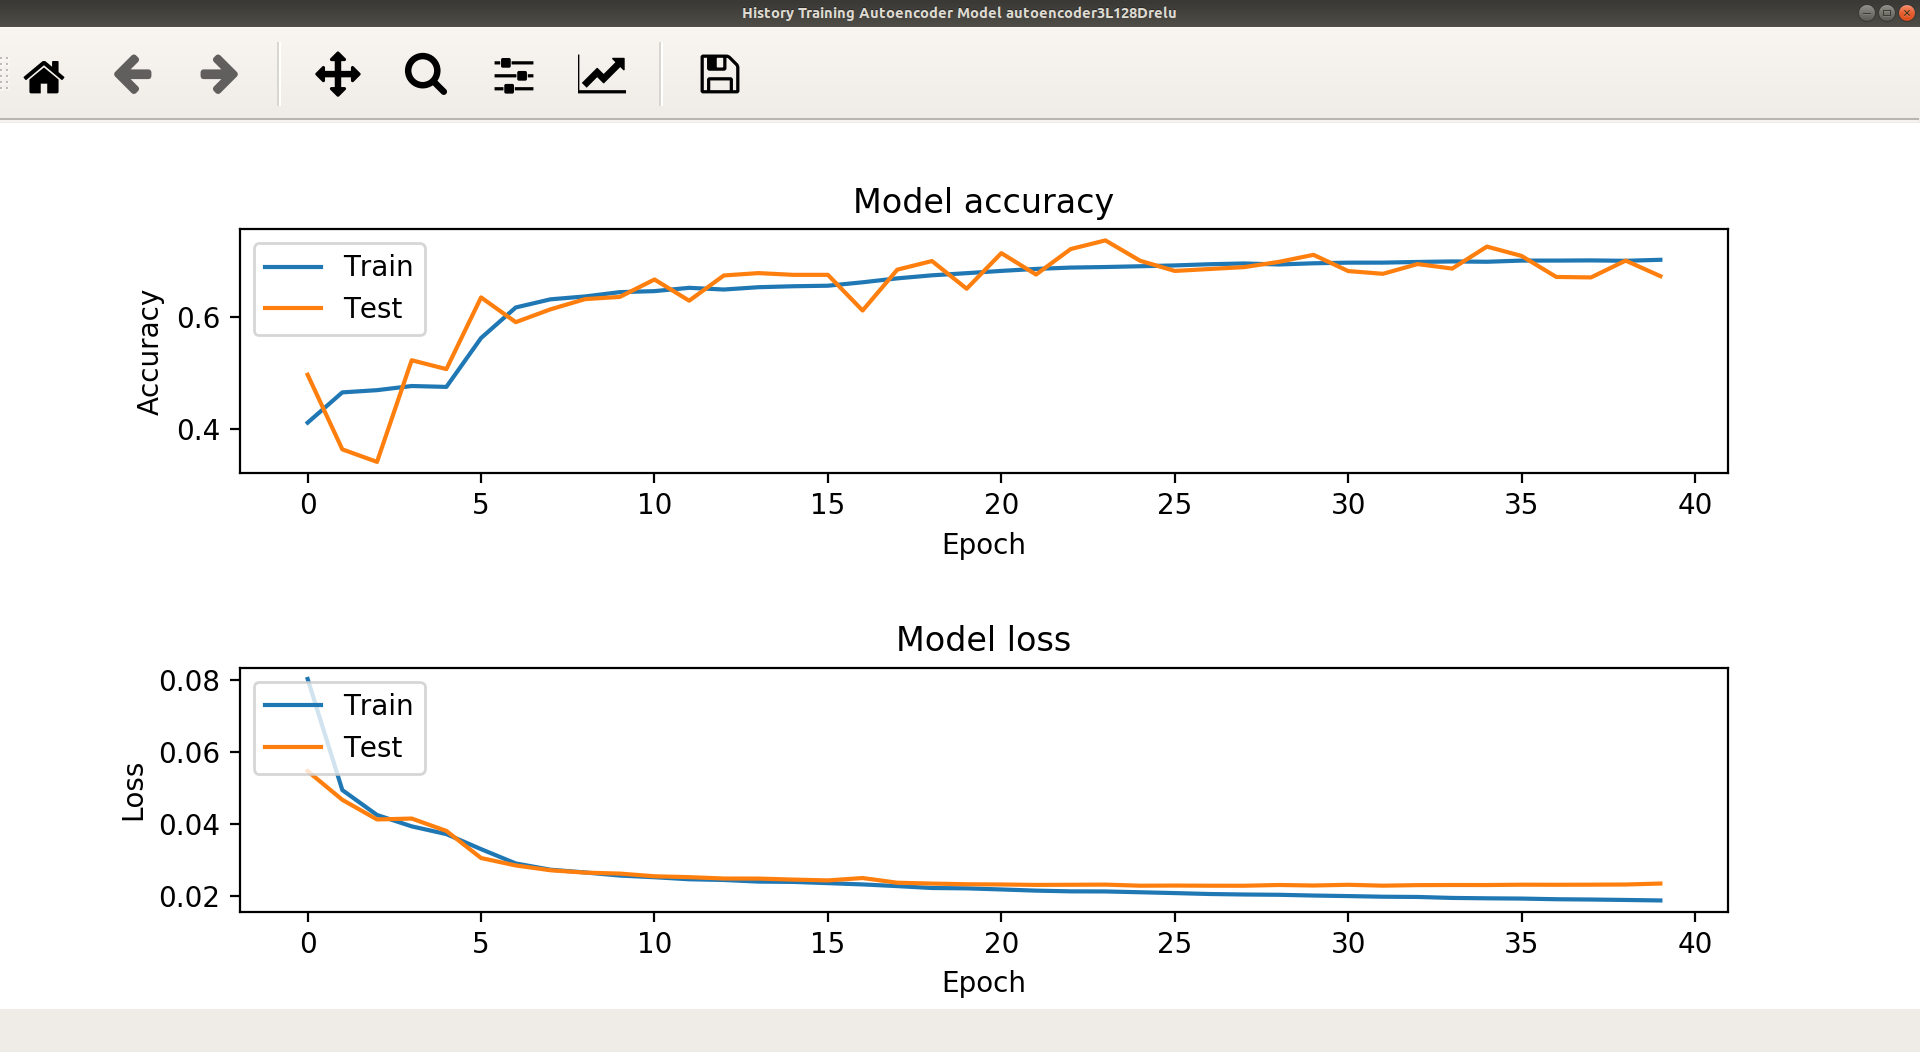 History Training Autoencoder Model autoencoder3L128Drelu
Model accuracy
Train
Test
Accuracy
0.6
0.4
0 5 10 15 20 25 30 35 40
Epoch
Model loss
Train
Test
Loss
0.08
0.06
0.04
0.02
0 5 10 15 20 25 30 35 40
Epoch